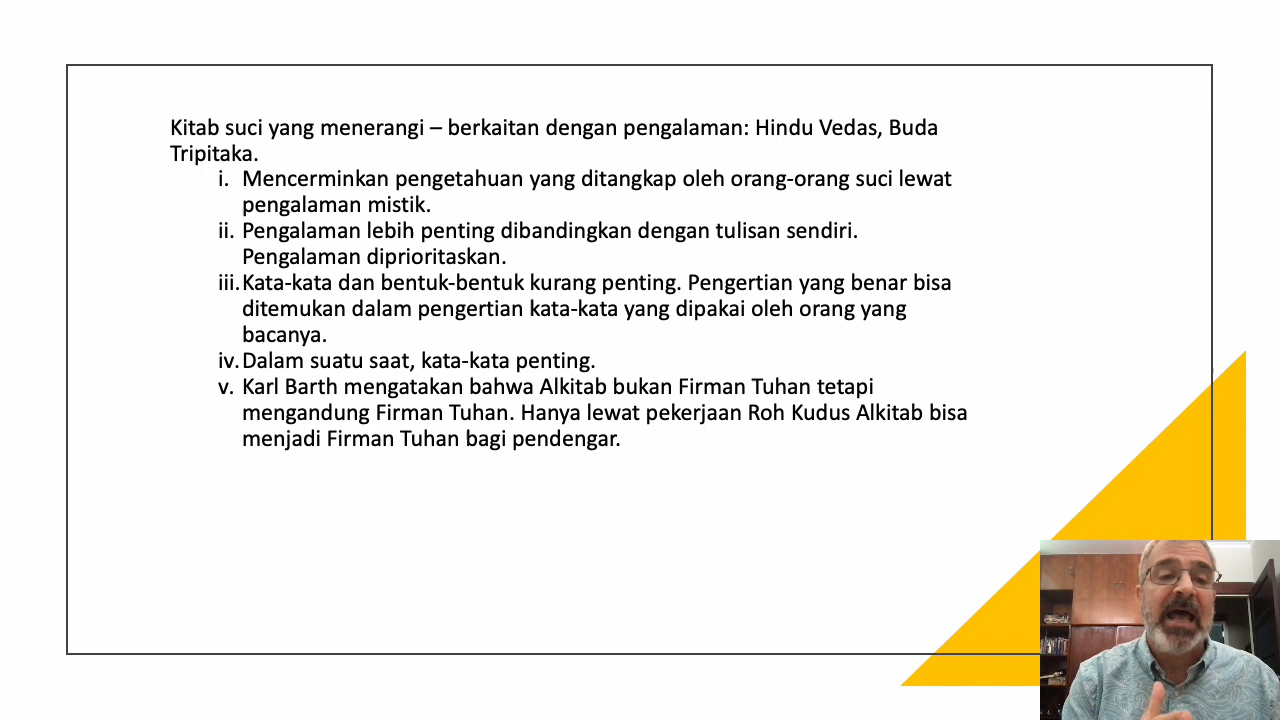 Kitab suci yang menerangi – berkaitan dengan pengalaman: Hindu Vedas, Buda
Tripitaka.
i. Mencerminkan pengetahuan yang ditangkap oleh orang-orang suci lewat
pengalaman mistik.
ii. Pengalaman lebih penting dibandingkan dengan tulisan sendiri.
Pengalaman diprioritaskan.
iii. Kata-kata dan bentuk-bentuk kurang penting. Pengertian yang benar bisa
ditemukan dalam pengertian kata-kata yang dipakai oleh orang yang
bacanya.
iv. Dalam suatu saat, kata-kata penting.
v. Karl Barth mengatakan bahwa Alkitab bukan Firman Tuhan tetapi
mengandung Firman Tuhan. Hanya lewat pekerjaan Roh Kudus Alkitab bisa
menjadi Firman Tuhan bagi pendengar.